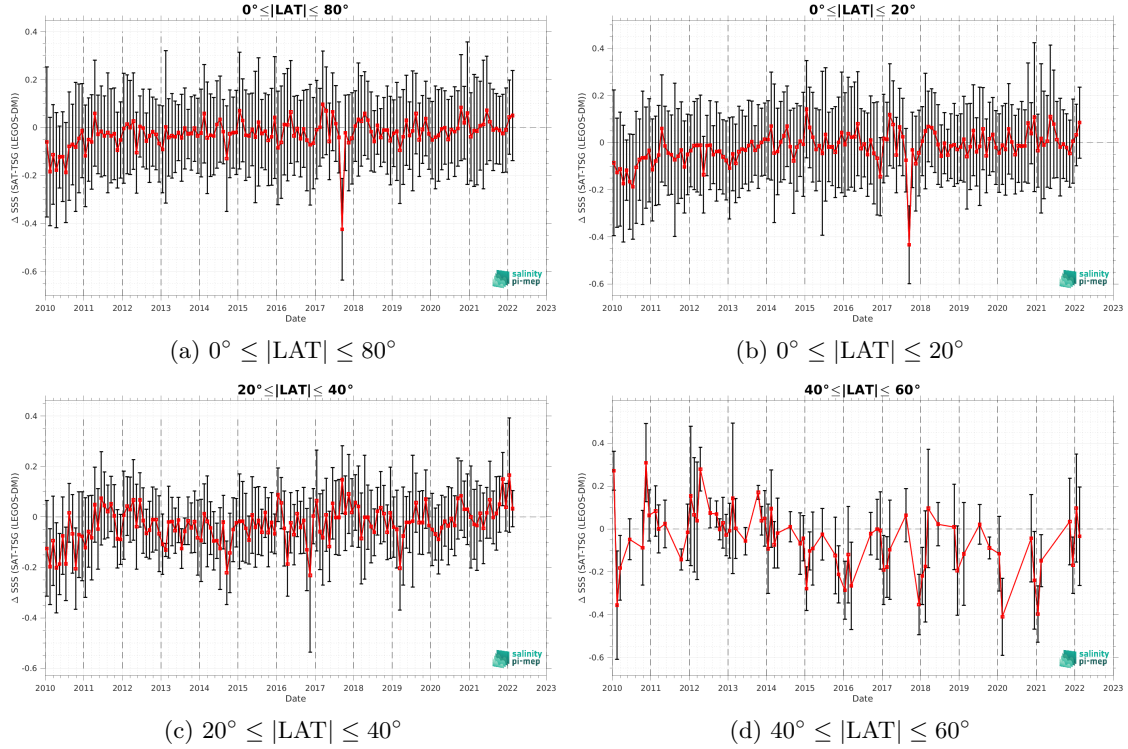 0°≤|LAT|≤ 80°
Δ SSS (SAT-TSG (LEGOS-DM))
0.4
0.2
0
-0.2
-0.4
-0.6
2010 2011 2012 2013 2014 2015 2016 2017 2018 2019 2020 2021 2022 2023
Date
salinity
pi-mep
(a) 0° ≤ |LAT| ≤ 80°
0°≤|LAT|≤ 20°
Δ SSS (SAT-TSG (LEGOS-DM))
0.4
0.2
0
-0.2
-0.4
-0.6
2010 2011 2012 2013 2014 2015 2016 2017 2018 2019 2020 2021 2022 2023
Date
salinity
pi-mep
(b) 0° ≤ |LAT| ≤ 20°
20°≤|LAT|≤ 40°
Δ SSS (SAT-TSG (LEGOS-DM))
0.4
0.2
0
-0.2
-0.4
-0.6
2010 2011 2012 2013 2014 2015 2016 2017 2018 2019 2020 2021 2022 2023
Date
salinity
pi-mep
(c) 20° ≤ |LAT| ≤ 40°
40°≤|LAT|≤ 60°
Δ SSS (SAT-TSG (LEGOS-DM))
0.4
0.2
0
-0.2
-0.4
-0.6
2010 2011 2012 2013 2014 2015 2016 2017 2018 2019 2020 2021 2022 2023
Date
salinity
pi-mep
(d) 40° ≤ |LAT| ≤ 60°